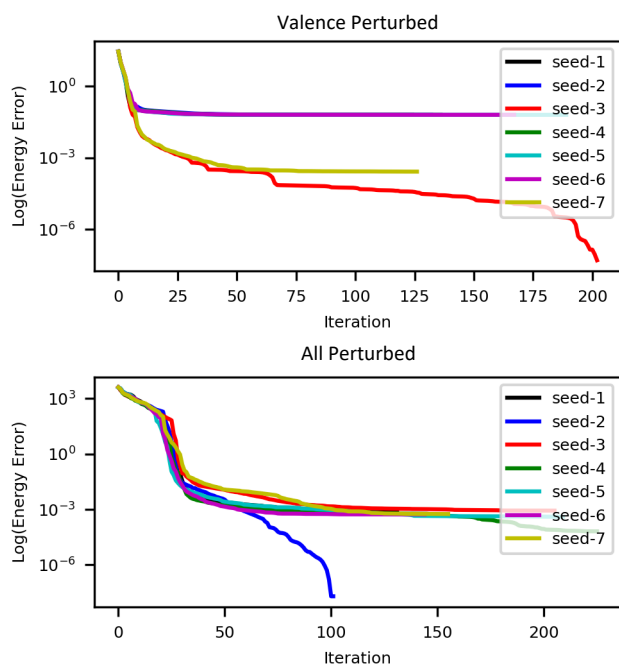 Valence Perturbed
Log(Energy Error)
10^0
10^-3
10^-6
seed-1
seed-2
seed-3
seed-4
seed-5
seed-6
seed-7
0 25 50 75 100 125 150 175 200
Iteration
All Perturbed
Log(Energy Error)
10^3
10^0
10^-3
10^-6
seed-1
seed-2
seed-3
seed-4
seed-5
seed-6
seed-7
0 50 100 150 200
Iteration